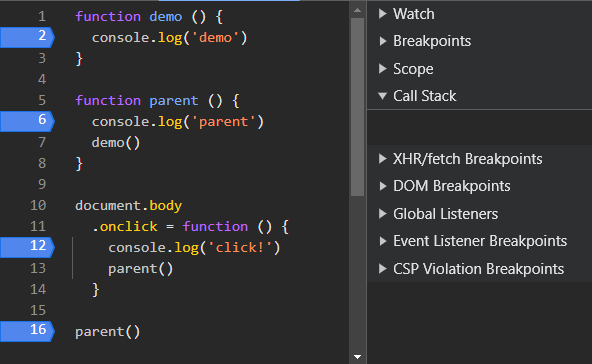 1 function demo () {
2 console.log('demo')
3 }
4
5 function parent () {
6 console.log('parent')
7 demo()
8 }
9
10 document.body
11 .onclick = function () {
12 console.log('click!')
13 parent()
14 }
15
16 parent()
Watch
Breakpoints
Scope
Call Stack
XHR/fetch Breakpoints
DOM Breakpoints
Global Listeners
Event Listener Breakpoints
CSP Violation Breakpoints